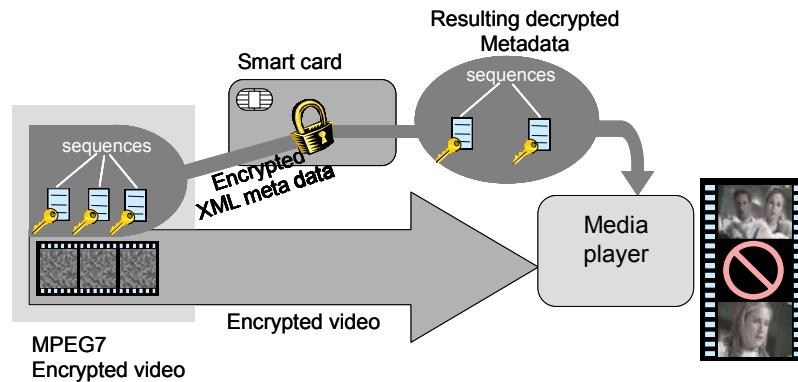 Resulting decrypted
Metadata
Smart card
sequences
sequences
Encrypted
XML meta data
Media
player
Encrypted video
MPEG7
Encrypted video